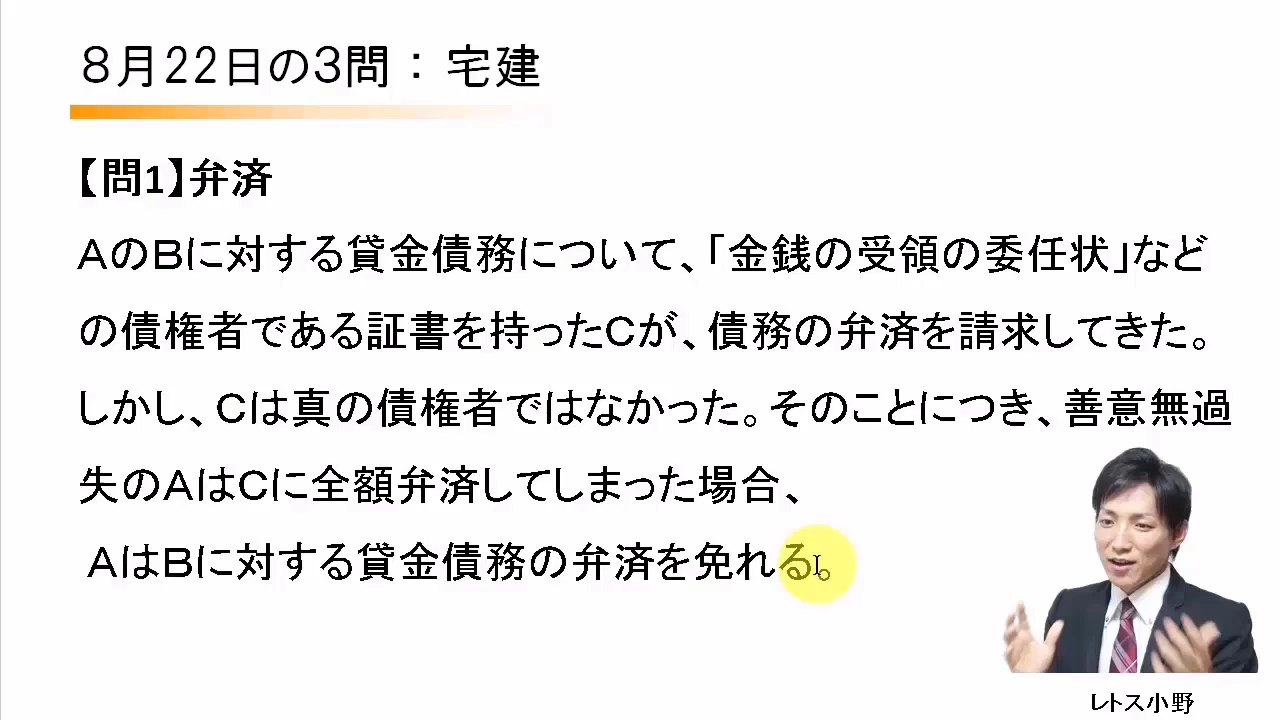 8月22日の3問：宅建
【問1】弁済
AのBに対する貸金債務について、「金銭の受領の委任状」など
の債権者である証書を持ったCが、債務の弁済を請求してきた。
しかし、Cは真の債権者ではなかった。そのことにつき、善意無過
失のAはCに全額弁済してしまった場合、
AはBに対する貸金債務の弁済を免れる。
レトス小野